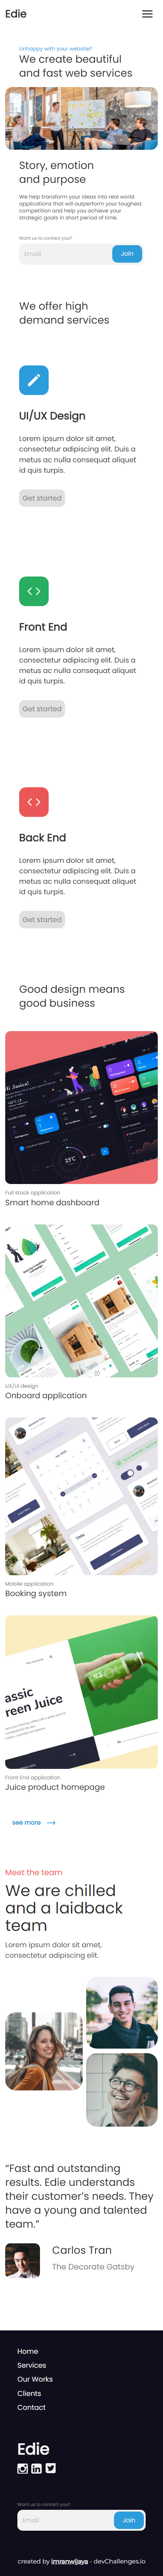 Edie
Unhappy with your website?
We create beautiful
and fast web services
Story, emotion
and purpose
We help transform your ideas into real world
applications that will outperform your toughest
competition and help you achieve your
strategic goals in short period of time.
Want us to contact you?
Email
Join
We offer high
demand services
UI/UX Design
Lorem ipsum dolor sit amet,
consectetur adipiscing elit. Duis a
metus ac nulla consequat aliquet
id quis turpis.
Get started
Front End
Lorem ipsum dolor sit amet,
consectetur adipiscing elit. Duis a
metus ac nulla consequat aliquet
id quis turpis.
Get started
Back End
Lorem ipsum dolor sit amet,
consectetur adipiscing elit. Duis a
metus ac nulla consequat aliquet
id quis turpis.
Get started
Good design means
good business
25°C
Full stack application
Smart home dashboard
UX/UI design
Onboard application
Mobile application
Booking system
assic
reen Juice
Front End application
Juice product homepage
see more
Meet the team
We are chilled
and a laidback
team
Lorem ipsum dolor sit amet,
consectetur adipiscing elit.
“Fast and outstanding
results. Edie understands
their customer’s needs. They
have a young and talented
team.”
Carlos Tran
The Decorate Gatsby
Home
Services
Our Works
Clients
Contact
Edie
Want us to contact you?
Email
Join
created by imranwijaya - devChallenges.io